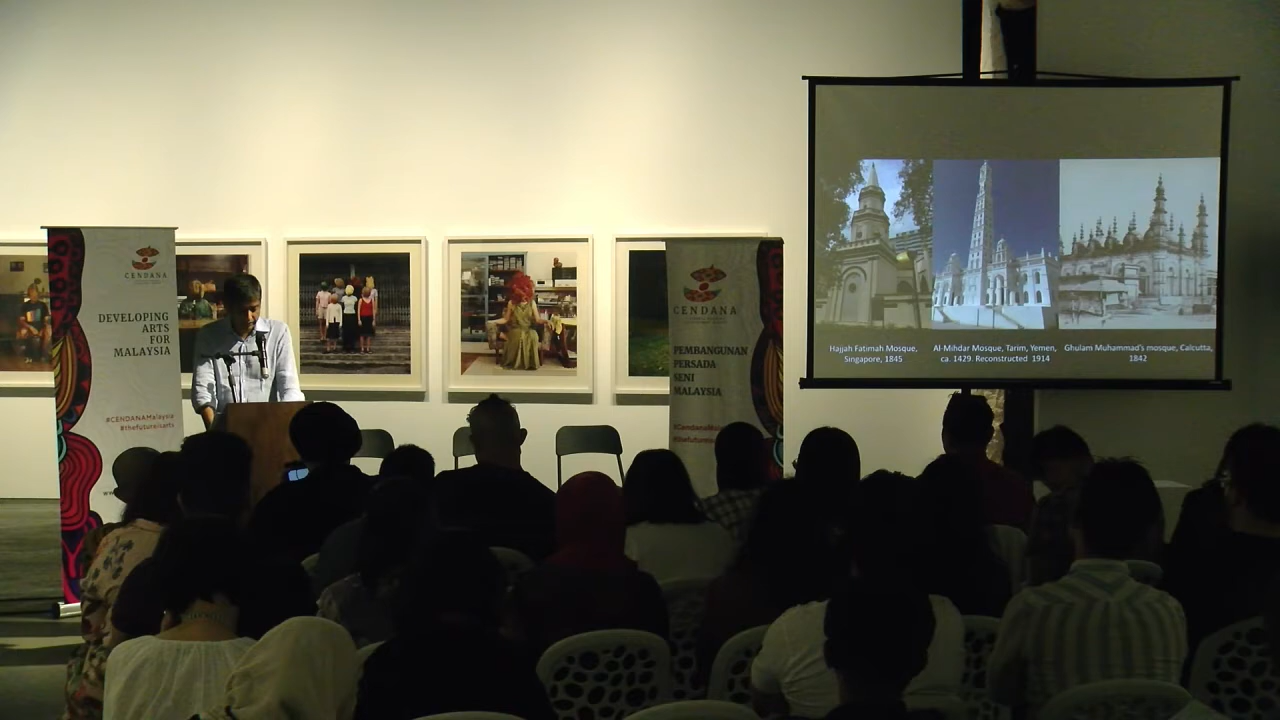 CENDANA
DEVELOPING
ARTS
FOR
MALAYSIA
#CENDANAMalaysia
#thefutureisarts
CENDANA
PEMBANGUNAN
PERSADA
SENI
MALAYSIA
Hajjah Fatimah Mosque,
Singapore, 1845
Al-Mihdar Mosque, Tarim, Yemen,
ca. 1429. Reconstructed 1914
Ghulam Muhammad's mosque, Calcutta,
1842